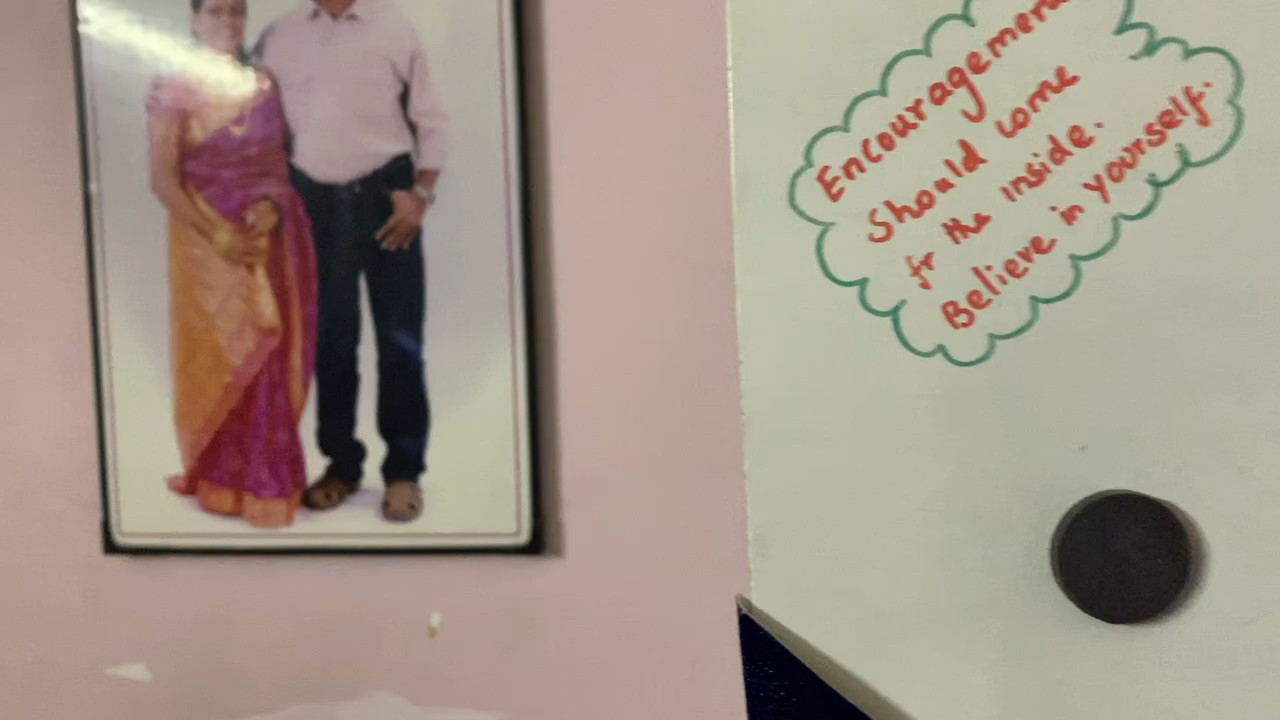 Encouragement
Should come
fr the inside.
Believe in yourself.